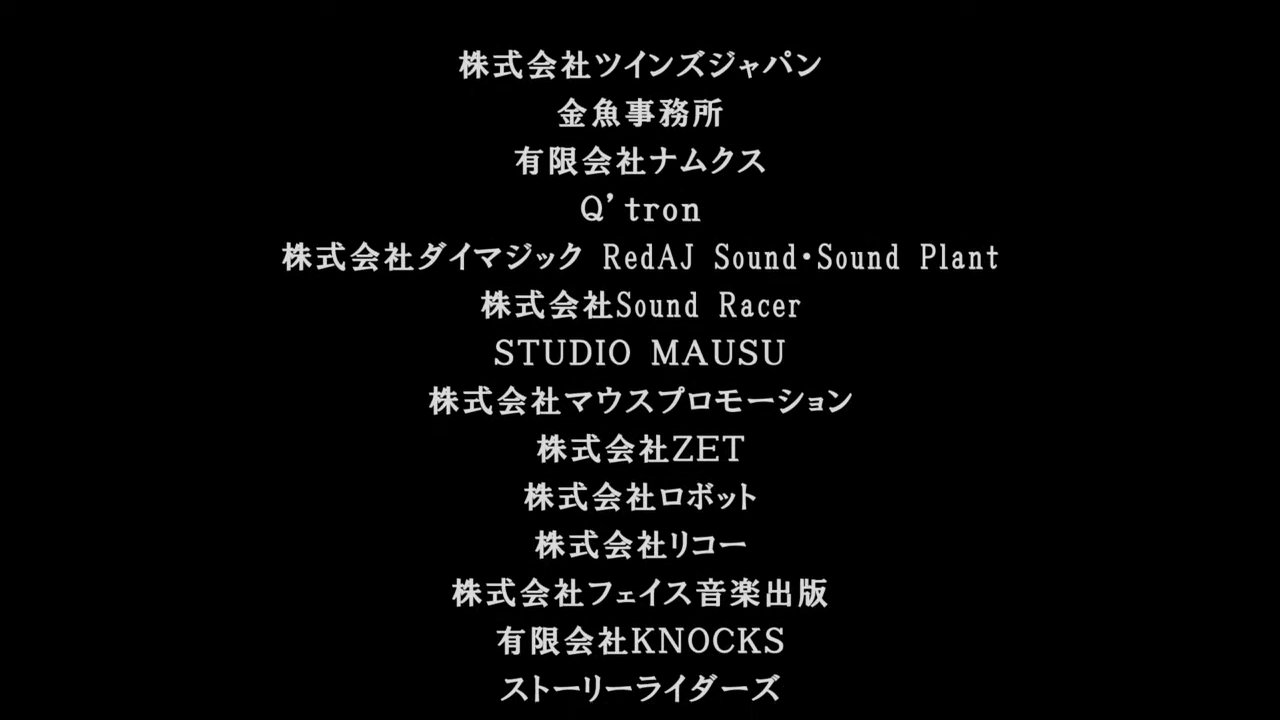 株式会社ツインズジャパン
金魚事務所
有限会社ナムクス
Q’tron
株式会社ダイマジック RedAJ Sound・Sound Plant
株式会社Sound Racer
STUDIO MAUSU
株式会社マウスプロモーション
株式会社ZET
株式会社ロボット
株式会社リコー
株式会社フェイス音楽出版
有限会社KNOCKS
ストーリーライダーズ